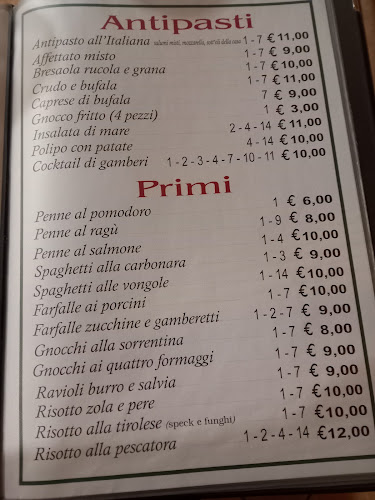 Antipasti
Antipasto all'Italiana salumi misti, mozzarella, sott'oli della casa 1 - 7 € 11,00
Affettato misto 1 - 7 € 9,00
Bresaola rucola e grana 1 - 7 € 10,00
Crudo e bufala 1 - 7 € 11,00
Caprese di bufala 7 € 9,00
Gnocco fritto (4 pezzi) 1 € 3,00
Insalata di mare 2 - 4 - 14 € 11,00
Polipo con patate 4 - 14 € 10,00
Cocktail di gamberi 1 - 2 - 3 - 4 - 7 - 10 - 11 € 10,00
Primi
Penne al pomodoro 1 € 6,00
Penne al ragù 1 - 9 € 8,00
Penne al salmone 1 - 4 €10,00
Spaghetti alla carbonara 1 - 3 € 9,00
Spaghetti alle vongole 1 - 14 €10,00
Farfalle ai porcini 1 - 7 €10,00
Farfalle zucchine e gamberetti 1 - 2 - 7 € 9,00
Gnocchi alla sorrentina 1 - 7 € 8,00
Gnocchi ai quattro formaggi 1 - 7 € 9,00
Ravioli burro e salvia 1 - 7 € 9,00
Risotto zola e pere 1 - 7 €10,00
Risotto alla tirolese (speck e funghi) 1 - 7 €10,00
Risotto alla pescatora 1 - 2 - 4 - 14 €12,00